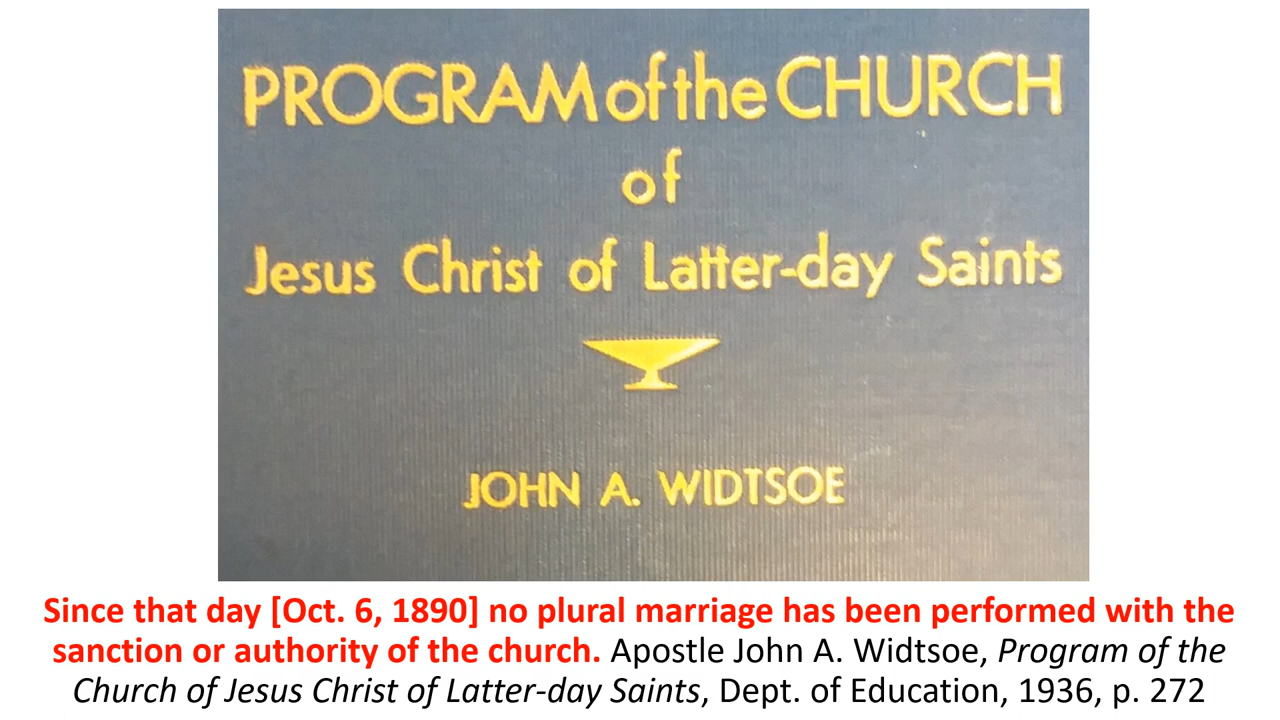 PROGRAM of the CHURCH
of
Jesus Christ of Latter-day Saints
JOHN A. WIDTSOE
Since that day [Oct. 6, 1890] no plural marriage has been performed with the
sanction or authority of the church. Apostle John A. Widtsoe, Program of the
Church of Jesus Christ of Latter-day Saints, Dept. of Education, 1936, p. 272